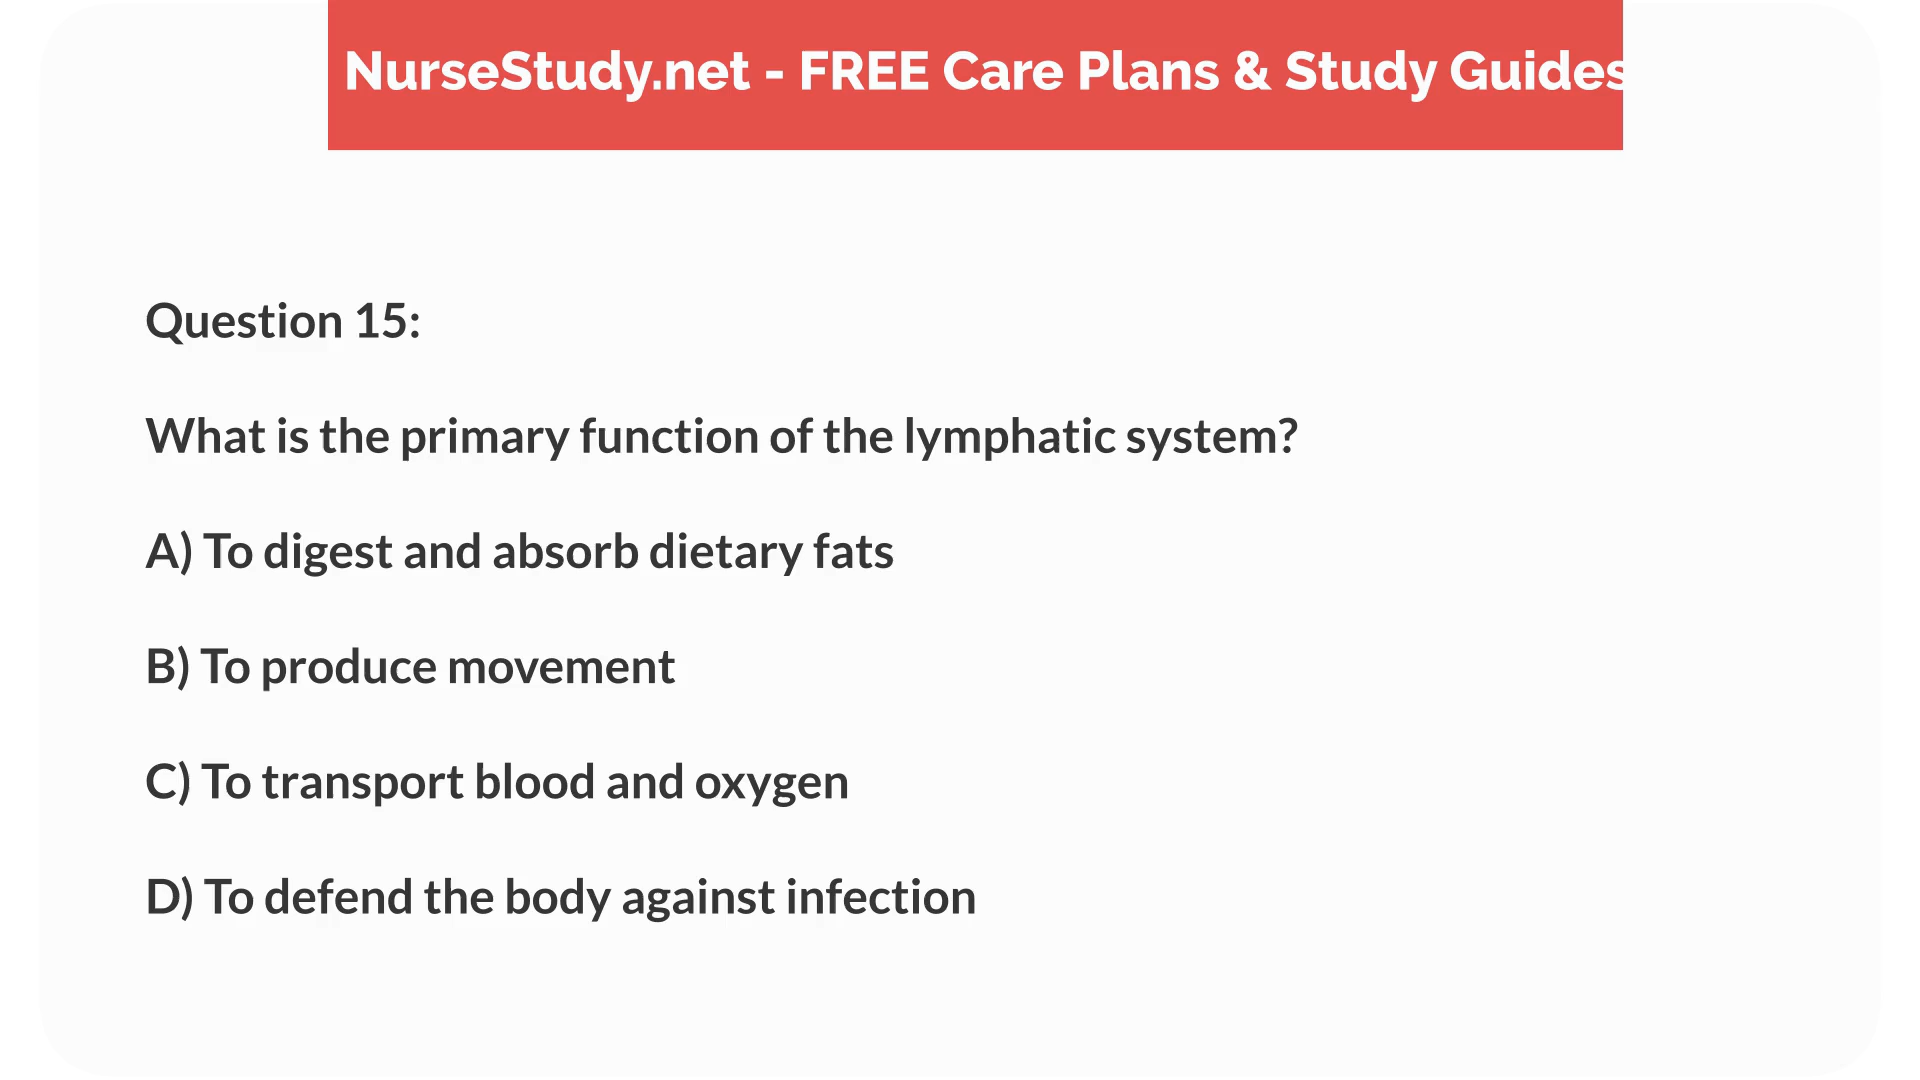 NurseStudy.net - FREE Care Plans & Study Guides
Question 15:
What is the primary function of the lymphatic system?
A) To digest and absorb dietary fats
B) To produce movement
C) To transport blood and oxygen
D) To defend the body against infection